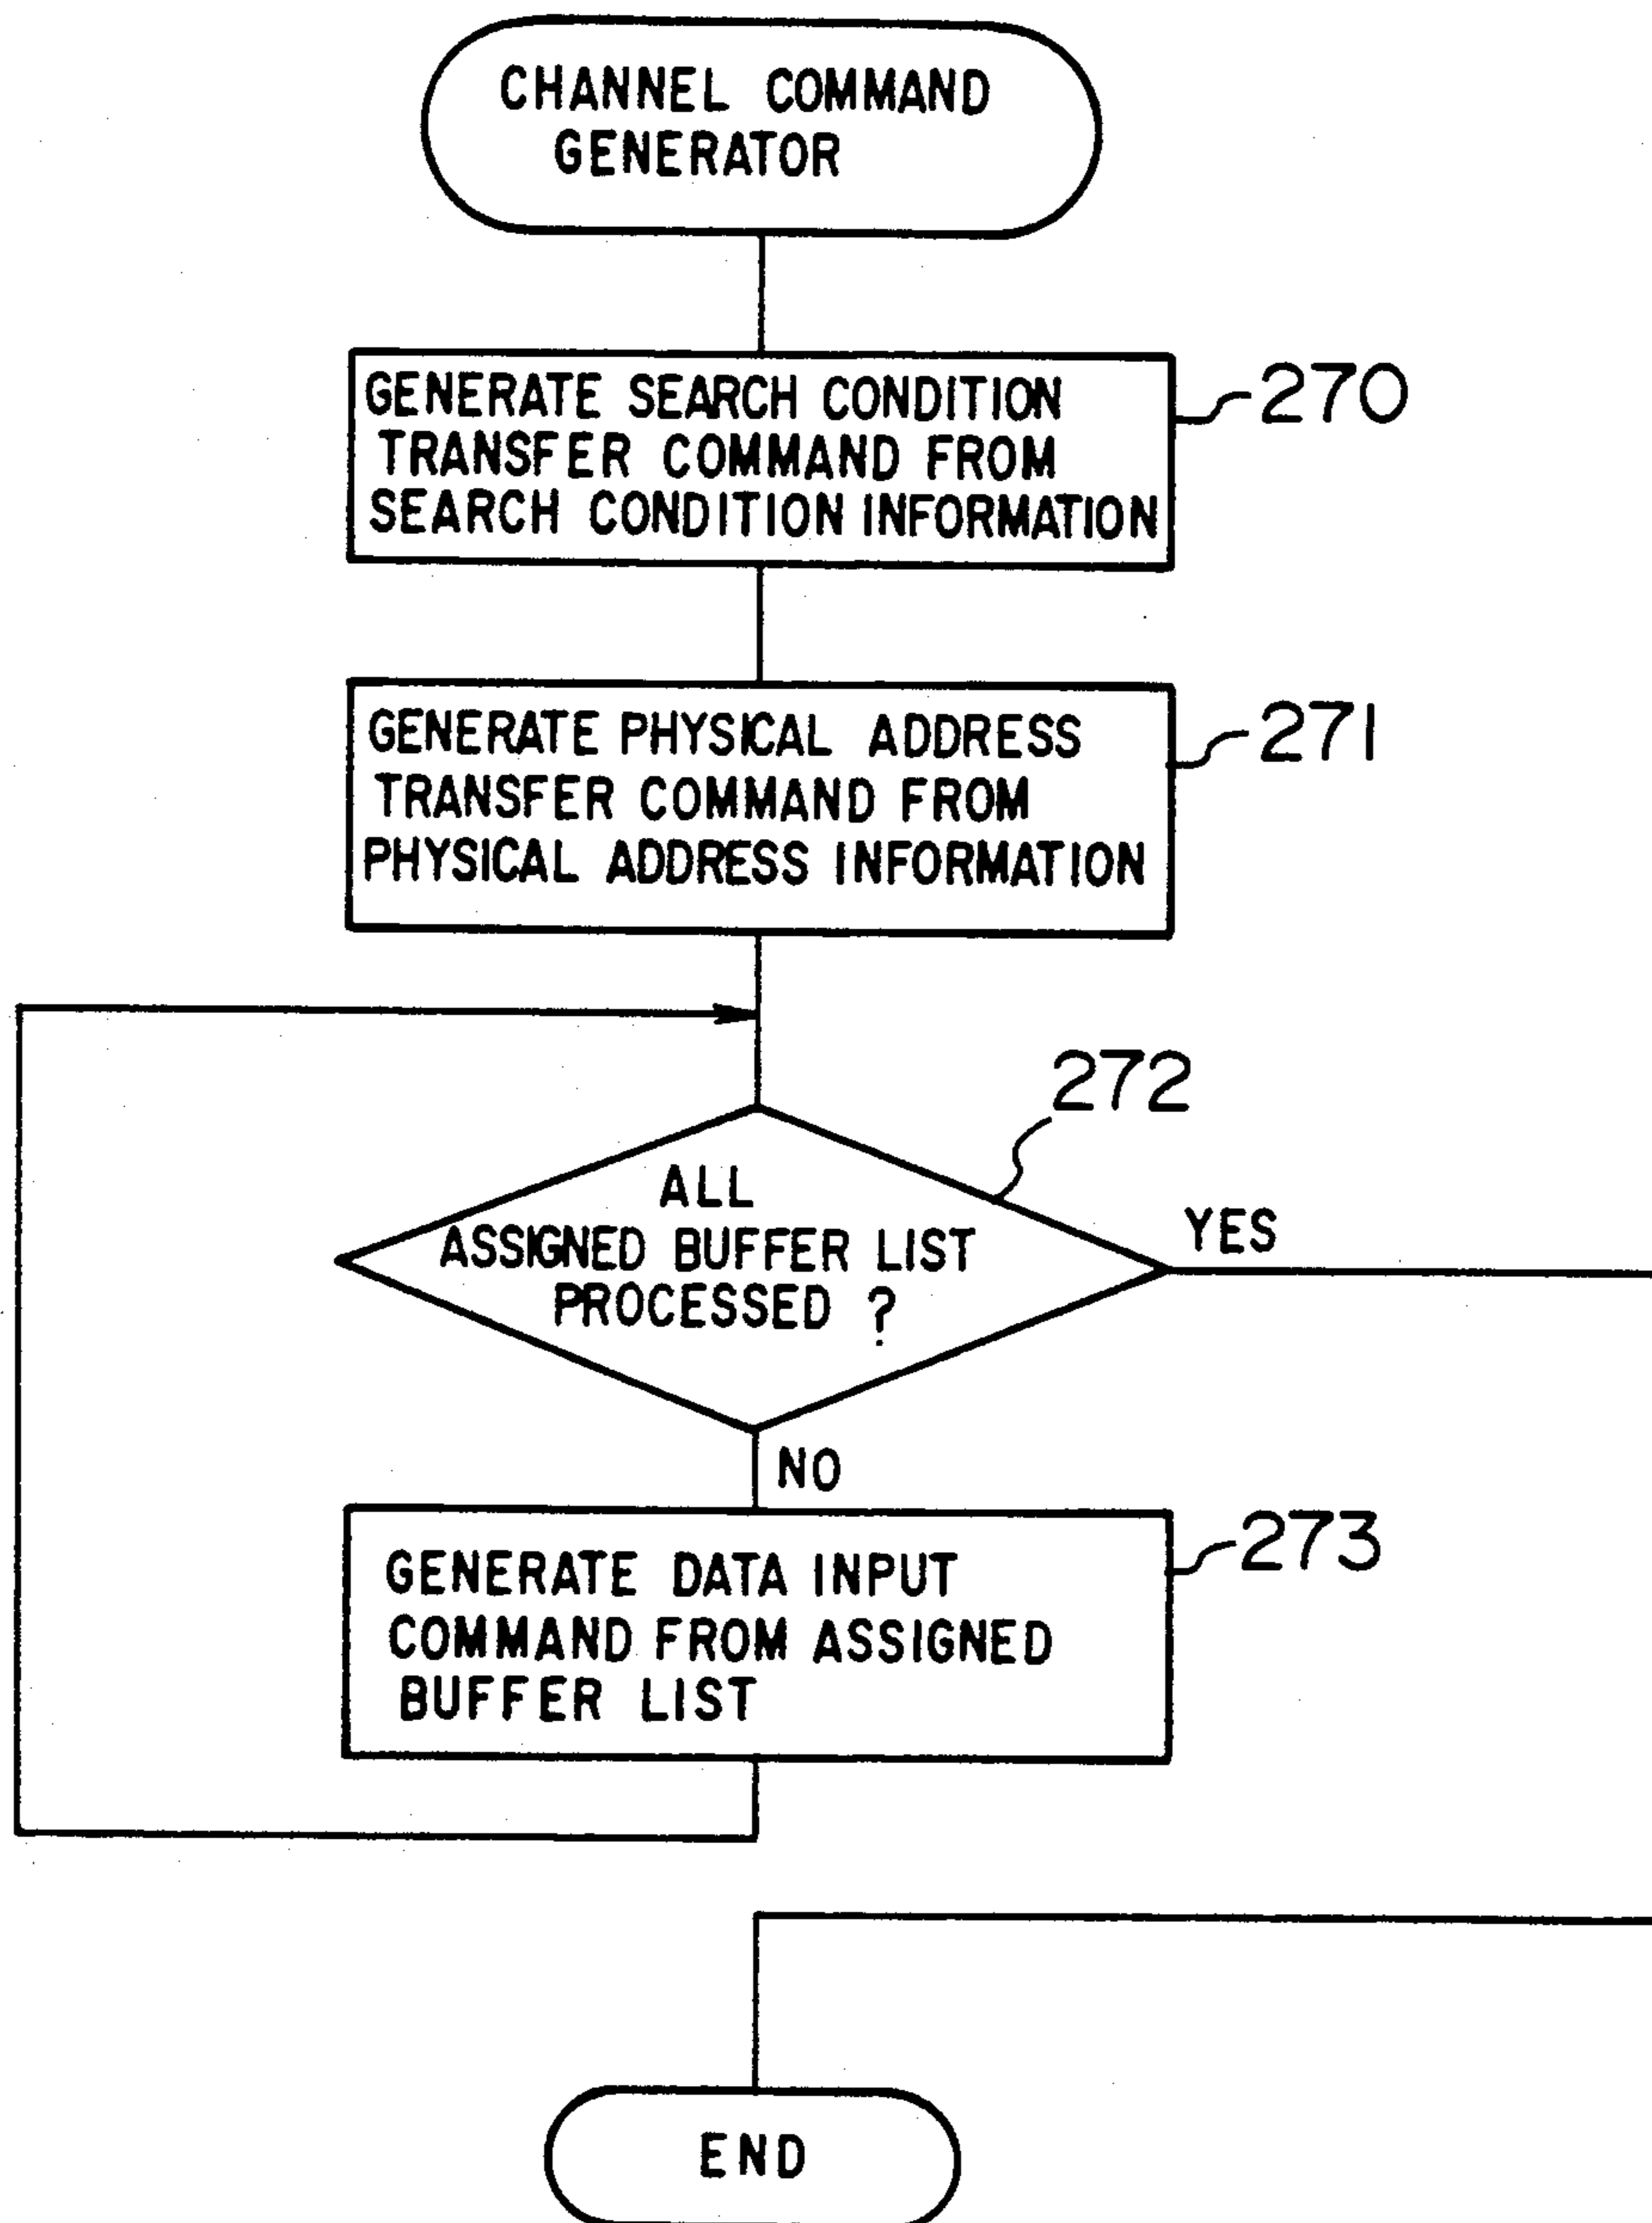 CHANNEL COMMAND
GENERATOR
GENERATE SEARCH CONDITION
TRANSFER COMMAND FROM
SEARCH CONDITION INFORMATION
270
GENERATE PHYSICAL ADDRESS
TRANSFER COMMAND FROM
PHYSICAL ADDRESS INFORMATION
271
272
ALL
ASSIGNED BUFFER LIST
PROCESSED ?
YES
NO
GENERATE DATA INPUT
COMMAND FROM ASSIGNED
BUFFER LIST
273
END